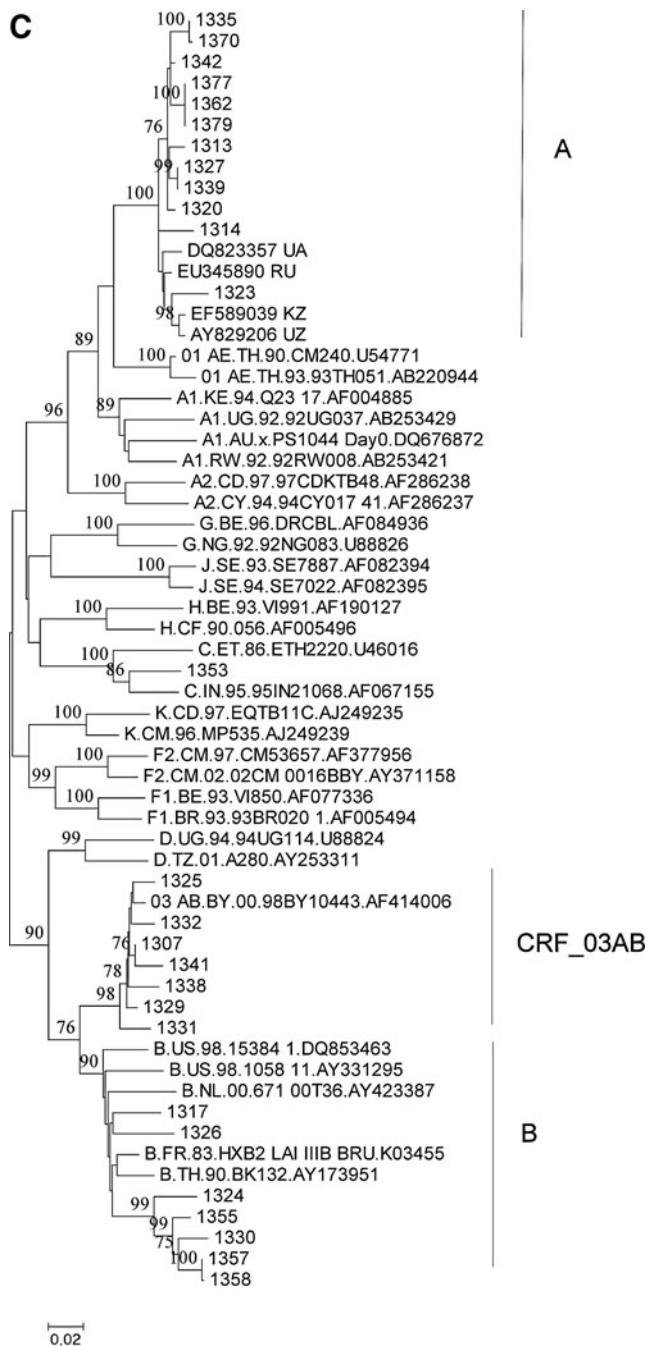 C
100 1335
1370
1342
1377
100 1362
1379
76
1313
99 1327
1339
100
1320
1314
DQ823357 UA
EU345890 RU
1323
98 EF589039 KZ
AY829206 UZ
89
100 01 AE.TH.90.CM240.U54771
01 AE.TH.93.93TH051.AB220944
A1.KE.94.Q23 17.AF004885
96 89
A1.UG.92.92UG037.AB253429
A1.AU.x.PS1044 Day0.DQ676872
A1.RW.92.92RW008.AB253421
100 A2.CD.97.97CDKTB48.AF286238
A2.CY.94.94CY017 41.AF286237
100 G.BE.96.DRCBL.AF084936
G.NG.92.92NG083.U88826
100 J.SE.93.SE7887.AF082394
J.SE.94.SE7022.AF082395
100 H.BE.93.VI991.AF190127
H.CF.90.056.AF005496
100 C.ET.86.ETH2220.U46016
86 1353
C.IN.95.95IN21068.AF067155
100 K.CD.97.EQTB11C.AJ249235
K.CM.96.MP535.AJ249239
100 F2.CM.97.CM53657.AF377956
99 F2.CM.02.02CM 0016BBY.AY371158
100 F1.BE.93.VI850.AF077336
F1.BR.93.93BR020 1.AF005494
99 D.UG.94.94UG114.U88824
D.TZ.01.A280.AY253311
1325
03 AB.BY.00.98BY10443.AF414006
1332
90
76 1307
1341
78
1338
98
1329
1331
76
B.US.98.15384 1.DQ853463
90
B.US.98.1058 11.AY331295
B.NL.00.671 00T36.AY423387
1317
1326
B.FR.83.HXB2 LAI IIIB BRU.K03455
B.TH.90.BK132.AY173951
99 1324
99 1355
75 1330
100 1357
1358
A
CRF_03AB
B
0,02